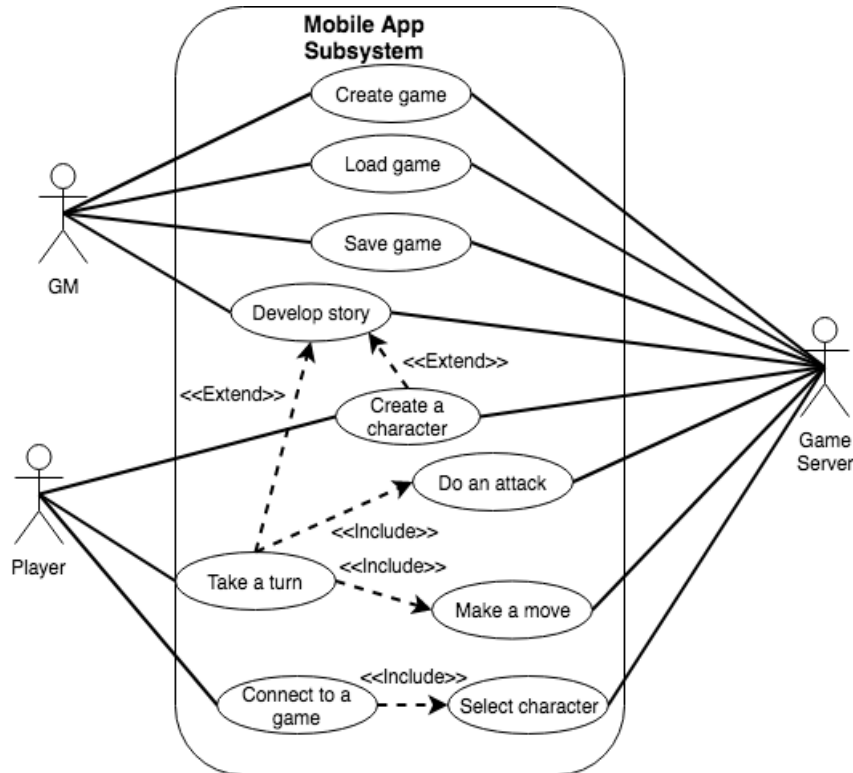 Mobile App
Subsystem
Create game
Load game
Save game
GM
Develop story
<<Extend>>
<<Extend>>
Create a
character
Game
Server
Do an attack
<<Include>>
Player
<<Include>>
Take a turn
Make a move
<<Include>>
Connect to a
game
Select character